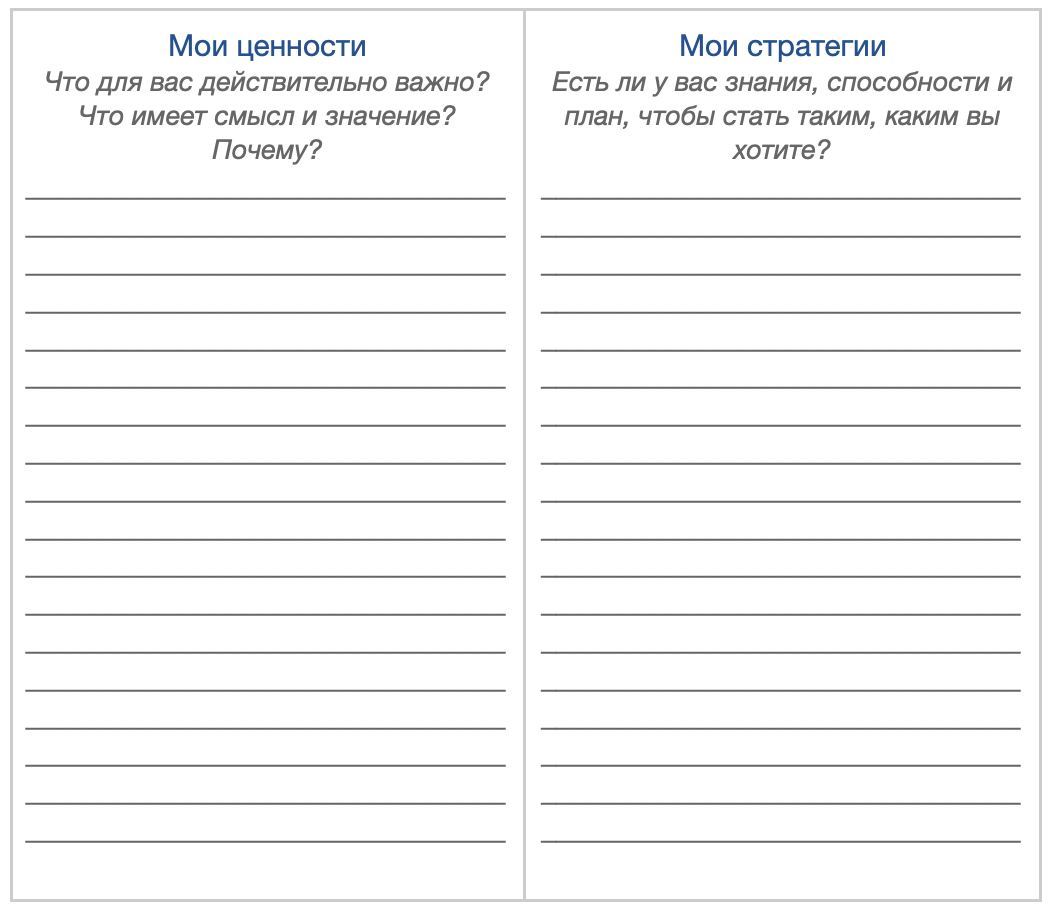 Мои ценности
Что для вас действительно важно?
Что имеет смысл и значение?
Почему?
Мои стратегии
Есть ли у вас знания, способности и
план, чтобы стать таким, каким вы
хотите?